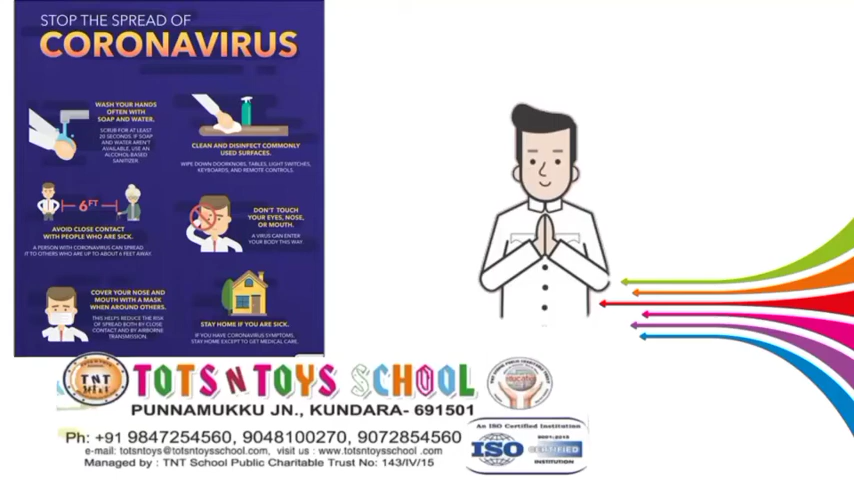 STOP THE SPREAD OF
CORONAVIRUS
WASH YOUR HANDS
OFTEN WITH
SOAP AND WATER.
SCRUB FOR AT LEAST
20 SECONDS. IF SOAP
AND WATER AREN'T
AVAILABLE, USE AN
ALCOHOL-BASED
SANITIZER
CLEAN AND DISINFECT COMMONLY
USED SURFACES.
WIPE DOWN DOORKNOBS, TABLES, LIGHT SWITCHES,
KEYBOARDS, AND REMOTE CONTROLS.
6FT
AVOID CLOSE CONTACT
WITH PEOPLE WHO ARE SICK.
A PERSON WITH CORONAVIRUS CAN SPREAD
IT TO OTHERS WHO ARE UP TO ABOUT 6 FEET AWAY.
DON'T TOUCH
YOUR EYES, NOSE,
OR MOUTH.
A VIRUS CAN ENTER
YOUR BODY THIS WAY.
COVER YOUR NOSE AND
MOUTH WITH A MASK
WHEN AROUND OTHERS.
THIS HELPS REDUCE THE RISK
OF SPREAD BOTH BY CLOSE
CONTACT AND BY AIRBORNE
TRANSMISSION.
STAY HOME IF YOU ARE SICK.
IF YOU HAVE CORONAVIRUS SYMPTOMS,
STAY HOME EXCEPT TO GET MEDICAL CARE.
TNT
TOTS N TOYS SCHOOL
PUNNAMUKKU JN., KUNDARA- 691501
Ph: +91 9847254560, 9048100270, 9072854560
e-mail: totsntoys@totsntoysschool.com, visit us : www.totsntoysschool .com
Managed by : TNT School Public Charitable Trust No: 143/IV/15
An ISO Certified Institution
ISO
9001:2015
CERTIFIED
INSTITUTION